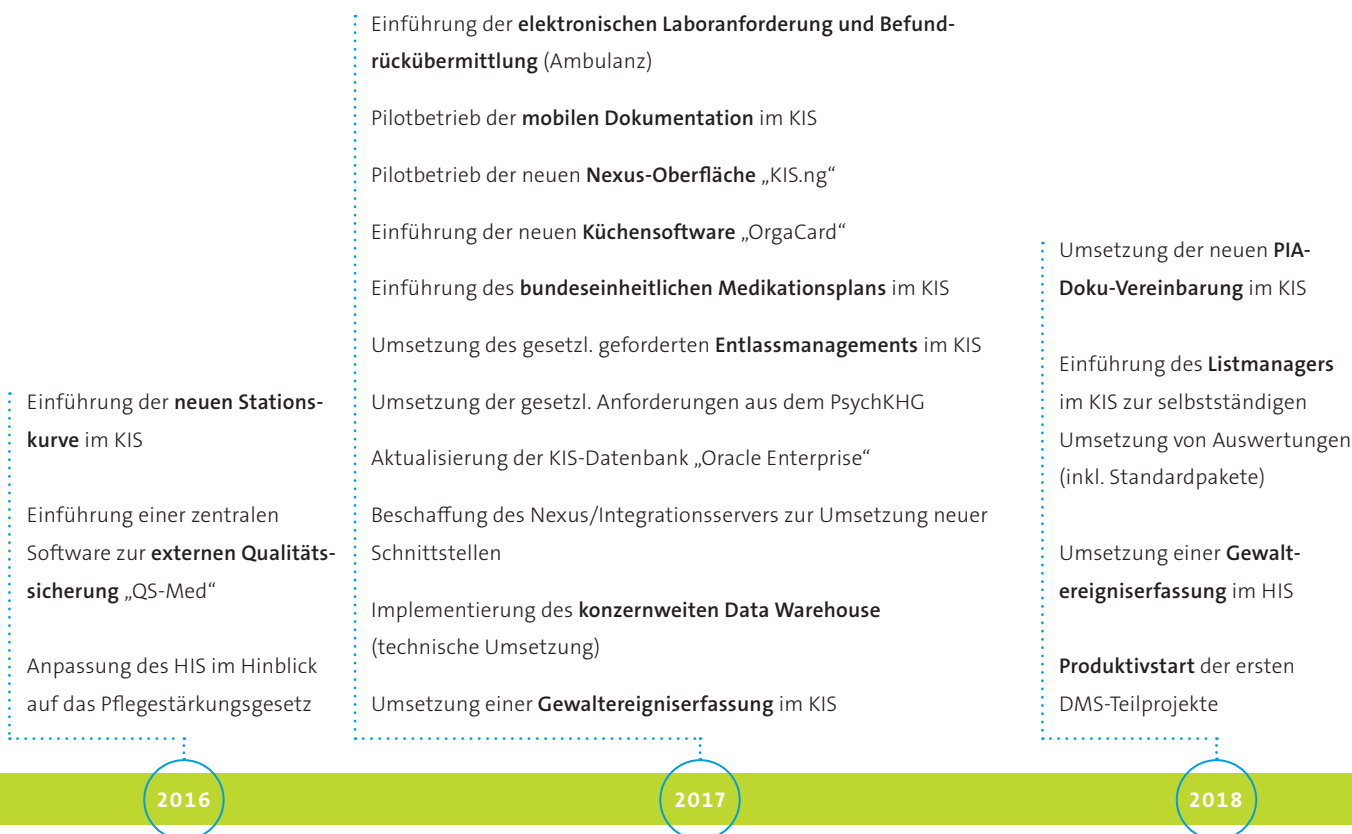 Einführung der neuen Stations-
kurve im KIS
Einführung einer zentralen
Software zur externen Qualitäts-
sicherung „QS-Med“
Anpassung des HIS im Hinblick
auf das Pflegestärkungsgesetz
2016
Einführung der elektronischen Laboranforderung und Befund-
rückübermittlung (Ambulanz)
Pilotbetrieb der mobilen Dokumentation im KIS
Pilotbetrieb der neuen Nexus-Oberfläche „KIS.ng“
Einführung der neuen Küchensoftware „OrgaCard“
Einführung des bundeseinheitlichen Medikationsplans im KIS
Umsetzung des gesetzl. geforderten Entlassmanagements im KIS
Umsetzung der gesetzl. Anforderungen aus dem PsychKHG
Aktualisierung der KIS-Datenbank „Oracle Enterprise“
Beschaffung des Nexus/Integrationsservers zur Umsetzung neuer
Schnittstellen
Implementierung des konzernweiten Data Warehouse
(technische Umsetzung)
Umsetzung einer Gewaltereigniserfassung im KIS
2017
Umsetzung der neuen PIA-
Doku-Vereinbarung im KIS
Einführung des Listmanagers
im KIS zur selbstständigen
Umsetzung von Auswertungen
(inkl. Standardpakete)
Umsetzung einer Gewalt-
ereigniserfassung im HIS
Produktivstart der ersten
DMS-Teilprojekte
2018